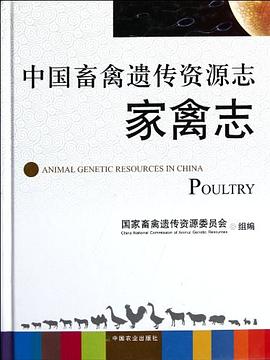 中国畜禽遗传资源志
家禽志
ANIMAL GENETIC RESOURCES IN CHINA
POULTRY
国家畜禽遗传资源委员会 组编
China National Commission of Animal Genetic Resources
中国农业出版社